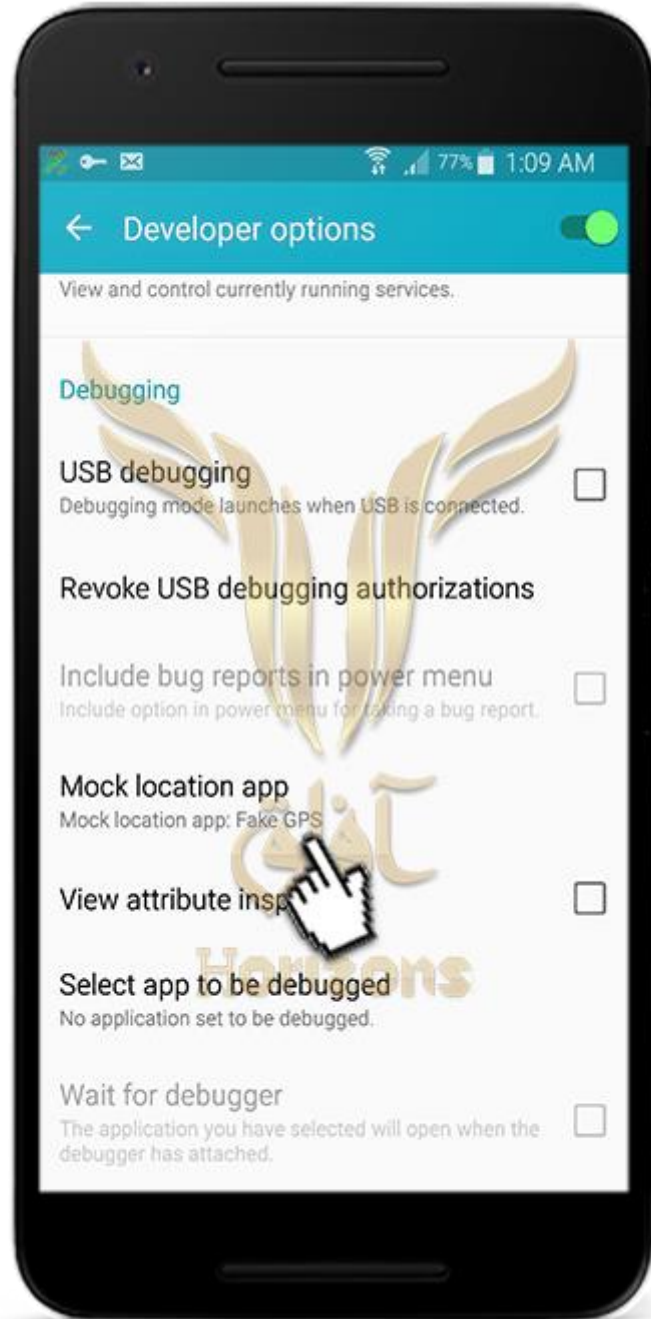 77% 1:09 AM
Developer options
View and control currently running services.
Debugging
USB debugging
Debugging mode launches when USB is connected.
Revoke USB debugging authorizations
Include bug reports in power menu
Include option in power menu for taking a bug report.
Mock location app
Mock location app: Fake GPS
آفاق
View attribute insp
Horizons
Select app to be debugged
No application set to be debugged.
Wait for debugger
The application you have selected will open when the
debugger has attached.